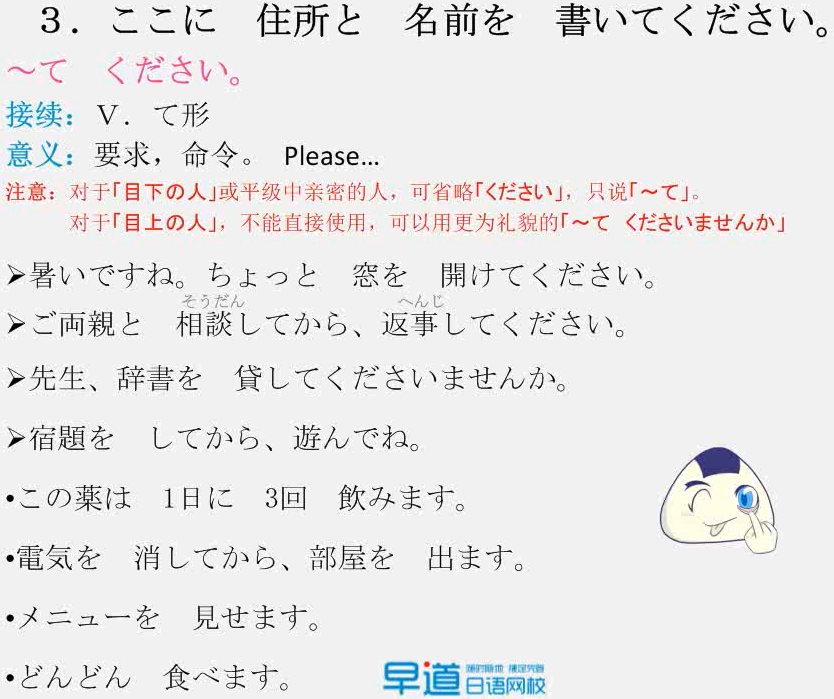 3．ここに　住所と　名前を　書いてください。
～て　ください。
接续：Ｖ．て形
意义：要求，命令。 Please…
注意：对于「目下の人」或平级中亲密的人，可省略「ください」，只说「～て」。
对于「目上の人」，不能直接使用，可以用更为礼貌的「～て くださいませんか」
➢暑いですね。ちょっと　窓を　開けてください。
そうだん　へんじ
➢ご両親と　相談してから、返事してください。
➢先生、辞書を　貸してくださいませんか。
➢宿題を　してから、遊んでね。
•この薬は　1日に　3回　飲みます。
•電気を　消してから、部屋を　出ます。
•メニューを　見せます。
•どんどん　食べます。
早道 日语网校